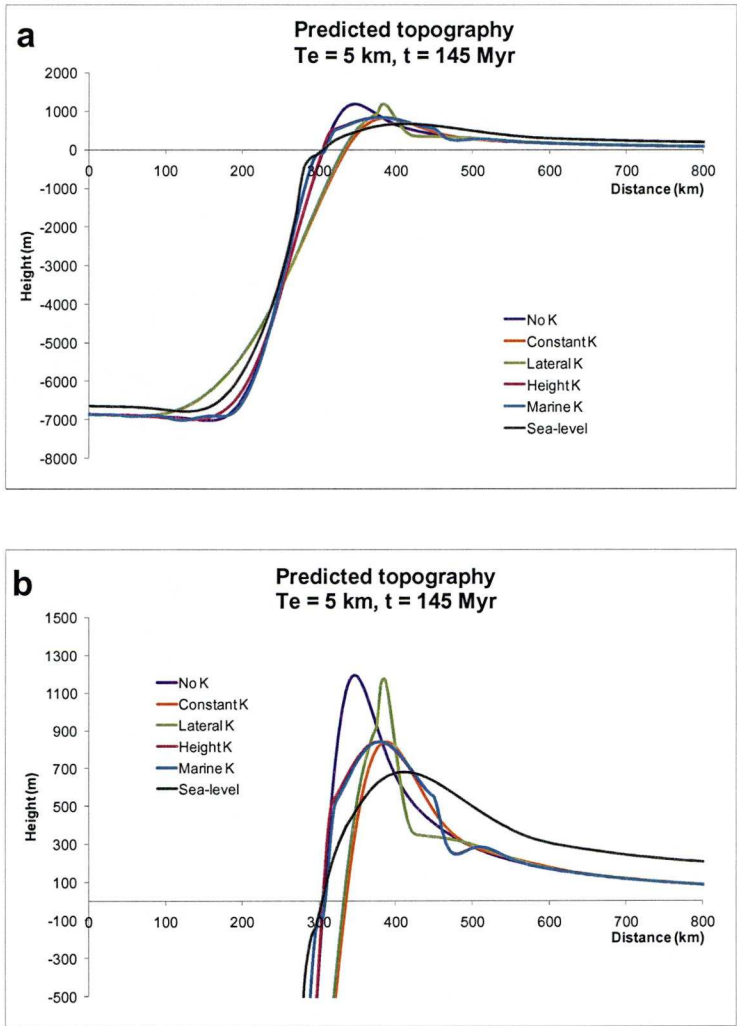 a
Predicted topography
Te = 5 km, t = 145 Myr
2000
1000
0
-1000
-2000
-3000
-4000
-5000
-6000
-7000
-8000
Height (m)
0 100 200 300 400 500 600 700 800
Distance (km)
No K
Constant K
Lateral K
Height K
Marine K
Sea-level
b
Predicted topography
Te = 5 km, t = 145 Myr
1500
1300
1100
900
700
500
300
100
-100
-300
-500
Height (m)
0 100 200 300 400 500 600 700 800
Distance (km)
No K
Constant K
Lateral K
Height K
Marine K
Sea-level